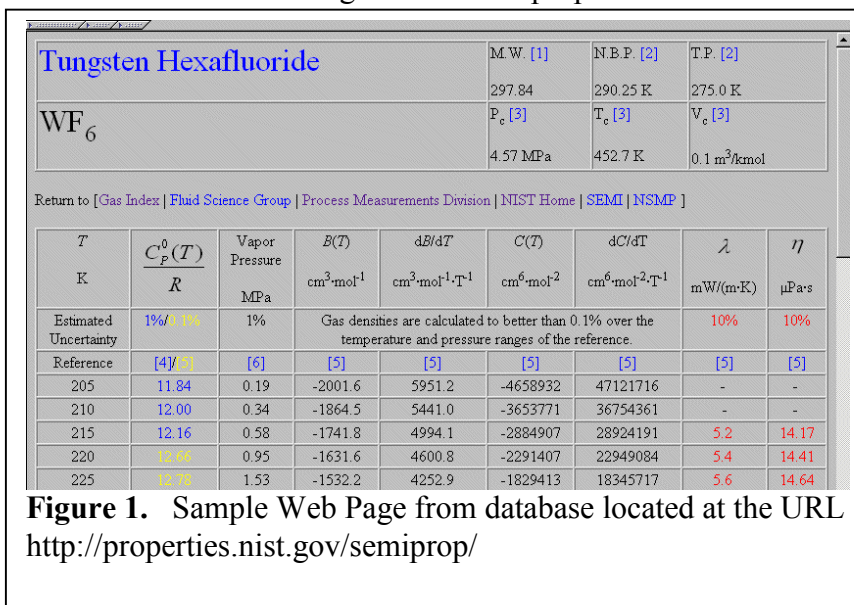 Tungsten Hexafluoride
M.W. [1] N.B.P. [2] T.P. [2]
297.84 290.25 K 275.0 K
WF6
Pc [3] Tc [3] Vc [3]
4.57 MPa 452.7 K 0.1 m3/kmol
Return to [Gas Index | Fluid Science Group | Process Measurements Division | NIST Home | SEMI | NSMP ]
T K C0P(T)/R Vapor Pressure MPa B(T) cm3·mol-1 dB/dT cm3·mol-1·T-1 C(T) cm6·mol-2 dC/dT cm6·mol-2·T-1 λ mW/(m·K) η μPa·s
Estimated Uncertainty 1%/0.1% 1% Gas densities are calculated to better than 0.1% over the temperature and pressure ranges of the reference. 10% 10%
Reference [4]/[5] [6] [5] [5] [5] [5] [5] [5]
205 11.84 0.19 -2001.6 5951.2 -4658932 47121716 - -
210 12.00 0.34 -1864.5 5441.0 -3653771 36754361 - -
215 12.16 0.58 -1741.8 4994.1 -2884907 28924191 5.2 14.17
220 12.66 0.95 -1631.6 4600.8 -2291407 22949084 5.4 14.41
225 12.78 1.53 -1532.2 4252.9 -1829413 18345717 5.6 14.64
Figure 1. Sample Web Page from database located at the URL
http://properties.nist.gov/semiprop/